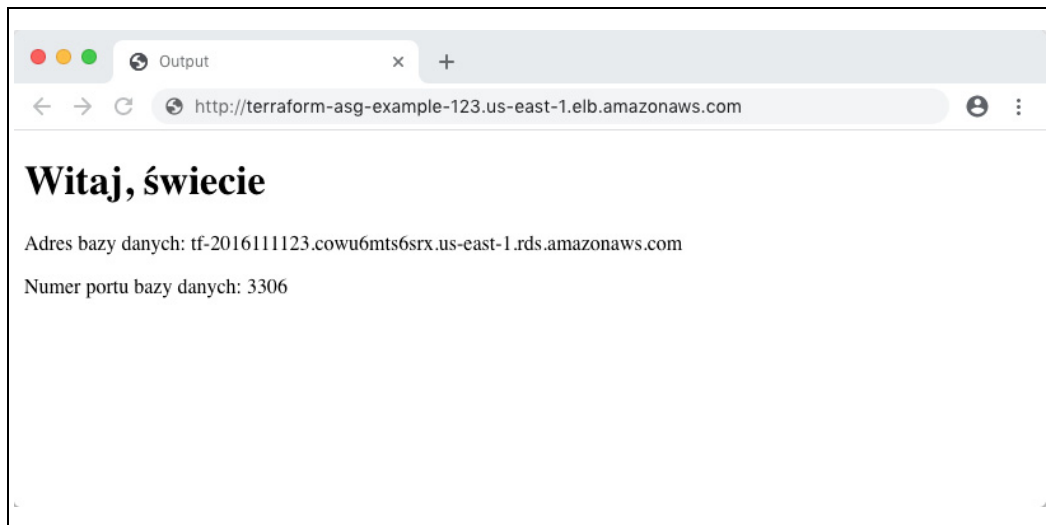 Output
http://terraform-asg-example-123.us-east-1.elb.amazonaws.com
Witaj, świecie
Adres bazy danych: tf-2016111123.cowu6mts6srx.us-east-1.rds.amazonaws.com
Numer portu bazy danych: 3306